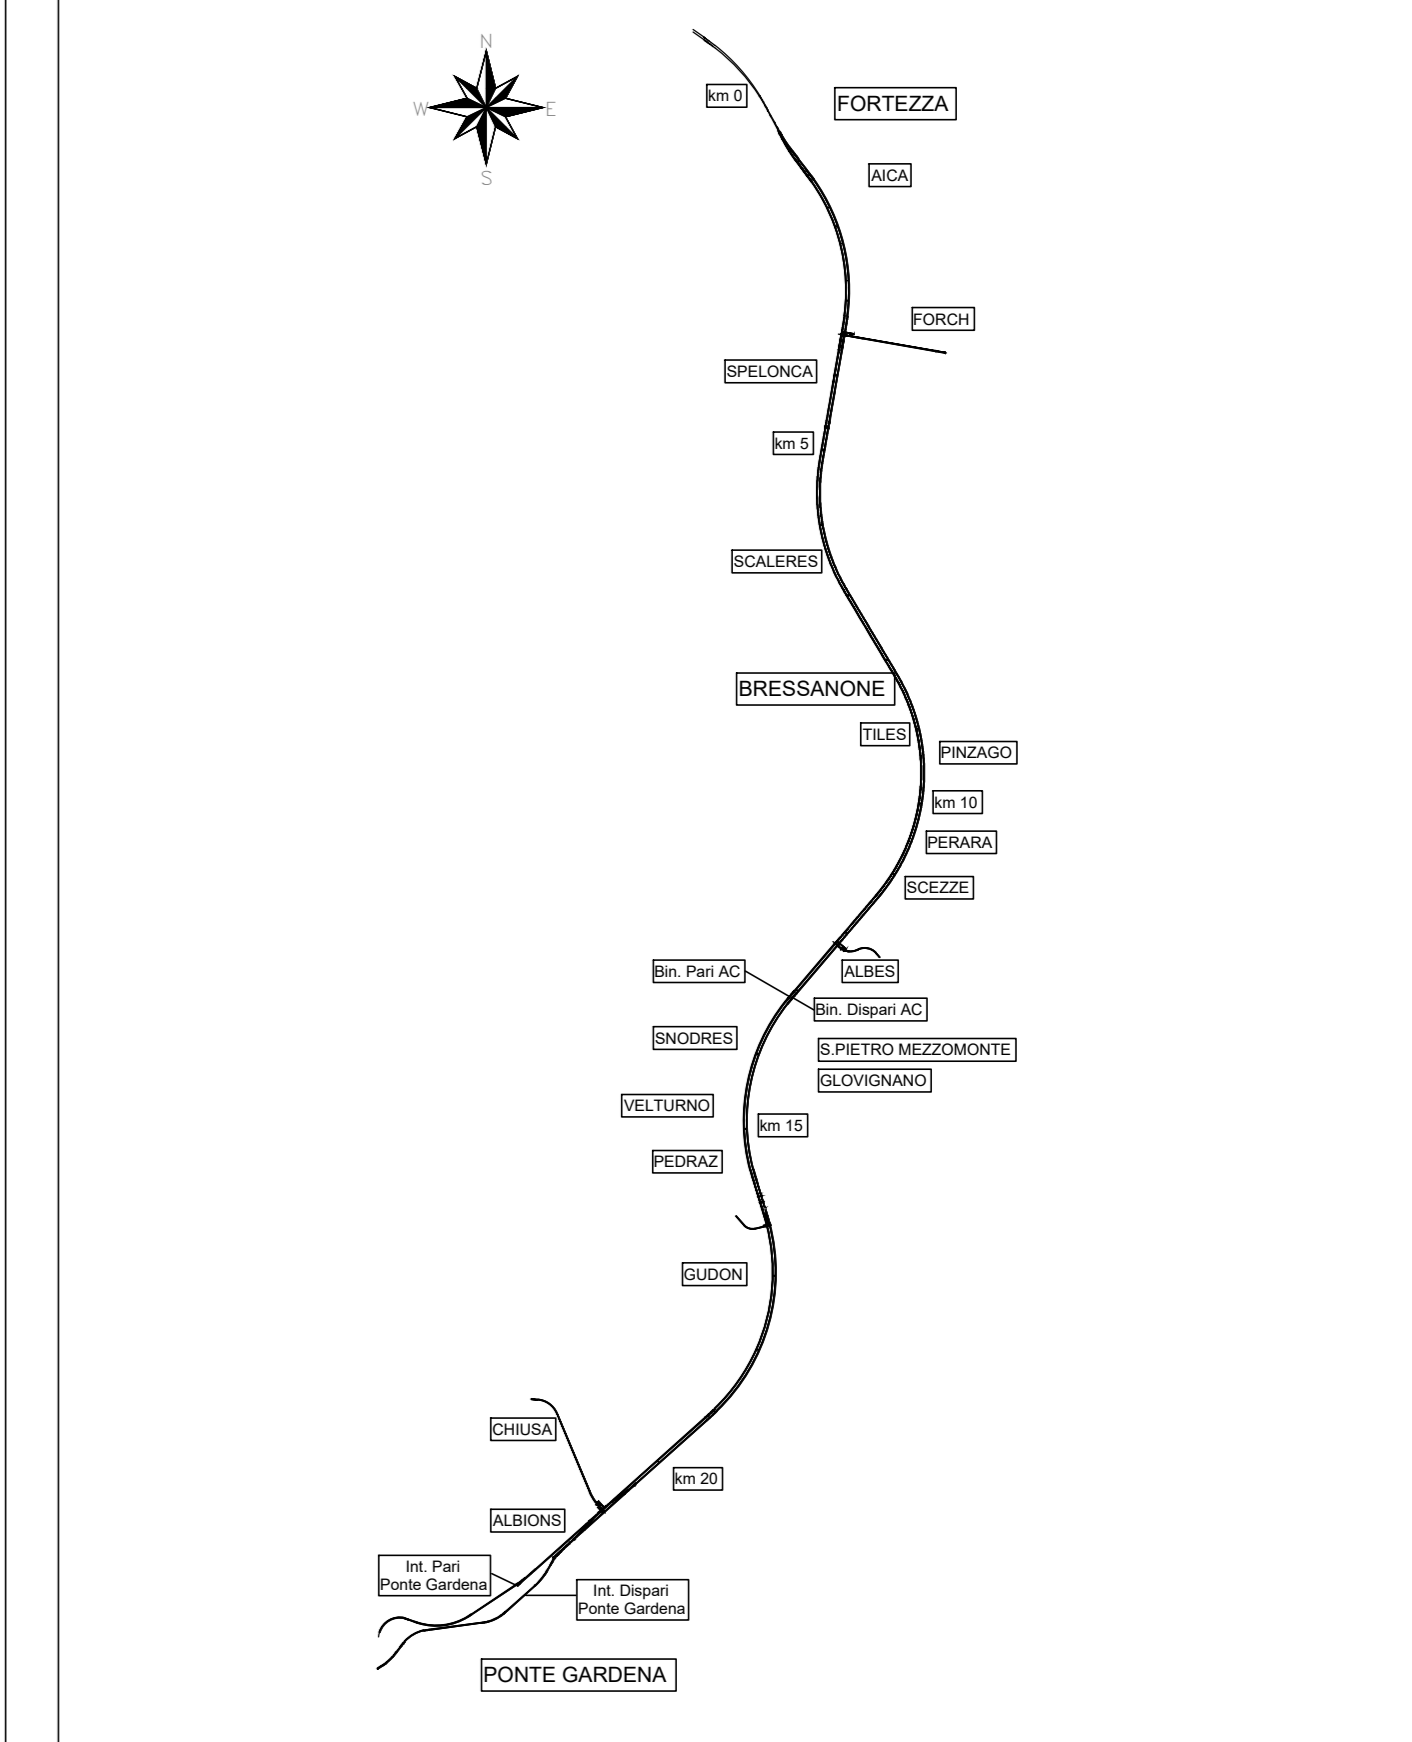 N
km 0
FORTEZZA
W
E
AICA
S
FORCH
SPELONCA
km 5
SCALERES
BRESSANONE
TILES
PINZAGO
km 10
PERARA
SCEZZE
Bin. Pari AC
ALBES
Bin. Dispari AC
SNODRES
S.PIETRO MEZZOMONTE
GLOVIGNANO
VELTURNO
km 15
PEDRAZ
GUDON
CHIUSA
km 20
ALBIONS
Int. Pari
Ponte Gardena
Int. Dispari
Ponte Gardena
PONTE GARDENA